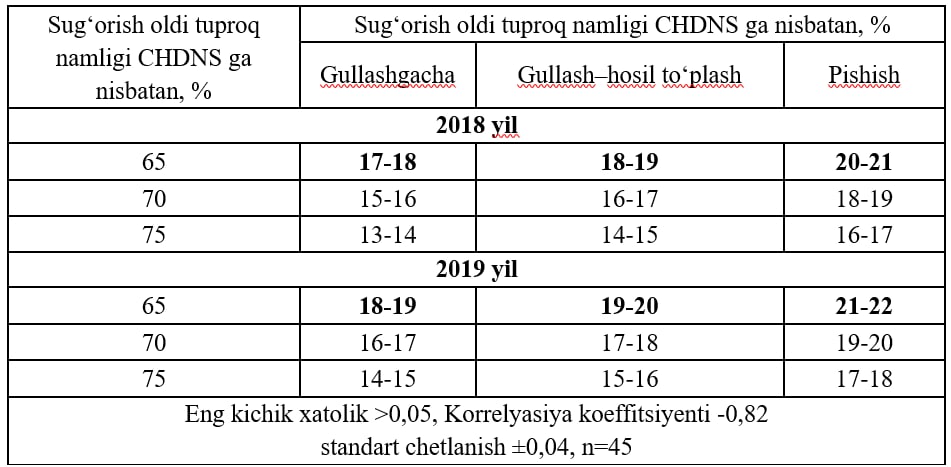 Sug‘orish oldi tuproq
namligi CHDNS ga
nisbatan, %
Sug‘orish oldi tuproq namligi CHDNS ga nisbatan, %
Gullashgacha
Gullash–hosil to‘plash
Pishish
2018 yil
65 17-18 18-19 20-21
70 15-16 16-17 18-19
75 13-14 14-15 16-17
2019 yil
65 18-19 19-20 21-22
70 16-17 17-18 19-20
75 14-15 15-16 17-18
Eng kichik xatolik >0,05, Korrelyasiya koeffitsiyenti -0,82
standart chetlanish ±0,04, n=45